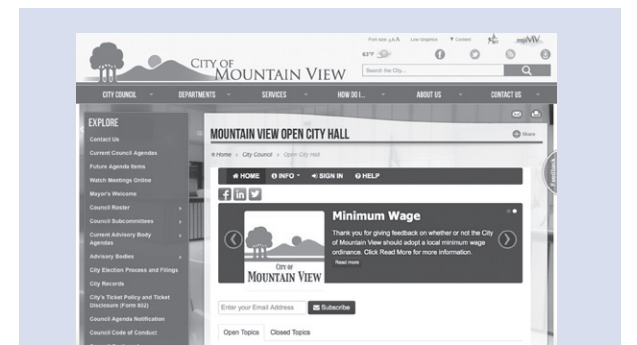 Font size: A A A Low Graphics ▼ Contrast
CITY OF
MOUNTAIN VIEW
63°F
Search the City...
CITY COUNCIL DEPARTMENTS SERVICES HOW DO I... ABOUT US CONTACT US
EXPLORE
Contact Us
Current Council Agendas
Future Agenda Items
Watch Meetings Online
Mayor's Welcome
Council Roster
Council Subcommittees
Current Advisory Body
Agendas
Advisory Bodies
City Election Process and Filings
City Records
City's Ticket Policy and Ticket
Disclosure (Form 802)
Council Agenda Notification
Council Code of Conduct
MOUNTAIN VIEW OPEN CITY HALL
Share
Home » City Council » Open City Hall
HOME INFO SIGN IN HELP
Feedback
CITY OF
MOUNTAIN VIEW
Minimum Wage
Thank you for giving feedback on whether or not the City
of Mountain View should adopt a local minimum wage
ordinance. Click Read More for more information.
Read more
Enter your Email Address Subscribe
Open Topics Closed Topics